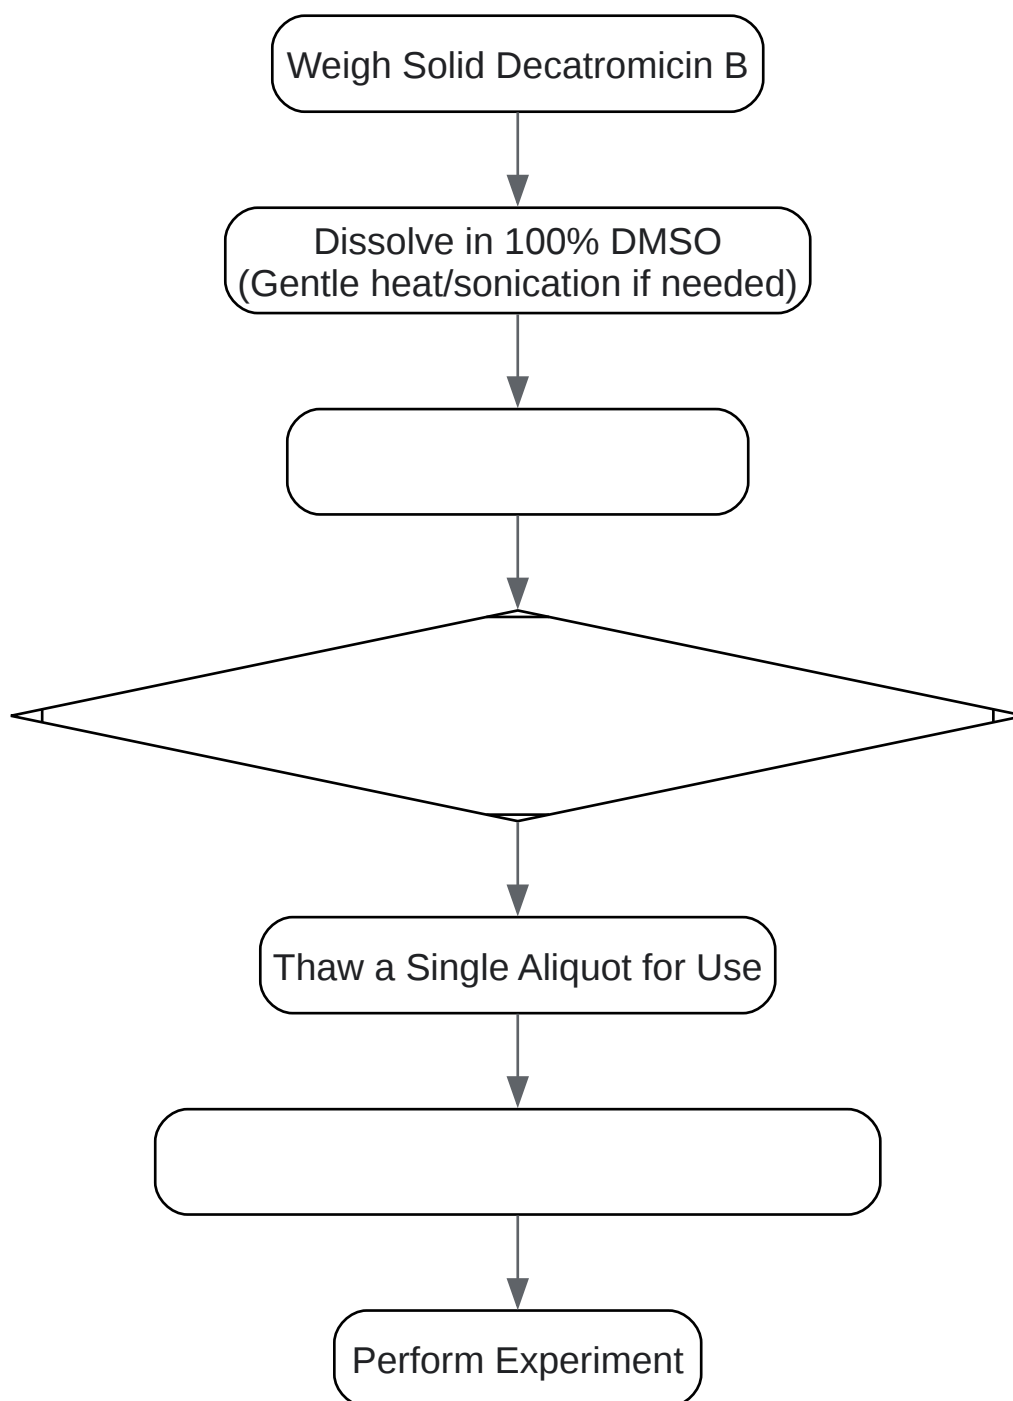 Weigh Solid Decatromicin B
Dissolve in 100% DMSO
(Gentle heat/sonication if needed)
Thaw a Single Aliquot for Use
Perform Experiment